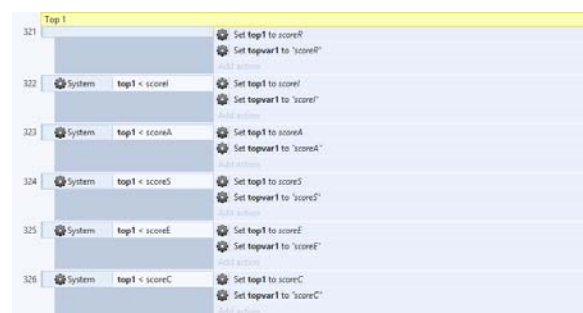 Top 1
321 Set top1 to scoreR
Set topvar1 to "scoreR"
Add action
322 System top1 < scoreI Set top1 to scoreI
Set topvar1 to "scoreI"
Add action
323 System top1 < scoreA Set top1 to scoreA
Set topvar1 to "scoreA"
Add action
324 System top1 < scoreS Set top1 to scoreS
Set topvar1 to "scoreS"
Add action
325 System top1 < scoreE Set top1 to scoreE
Set topvar1 to "scoreE"
Add action
326 System top1 < scoreC Set top1 to scoreC
Set topvar1 to "scoreC"
Add action